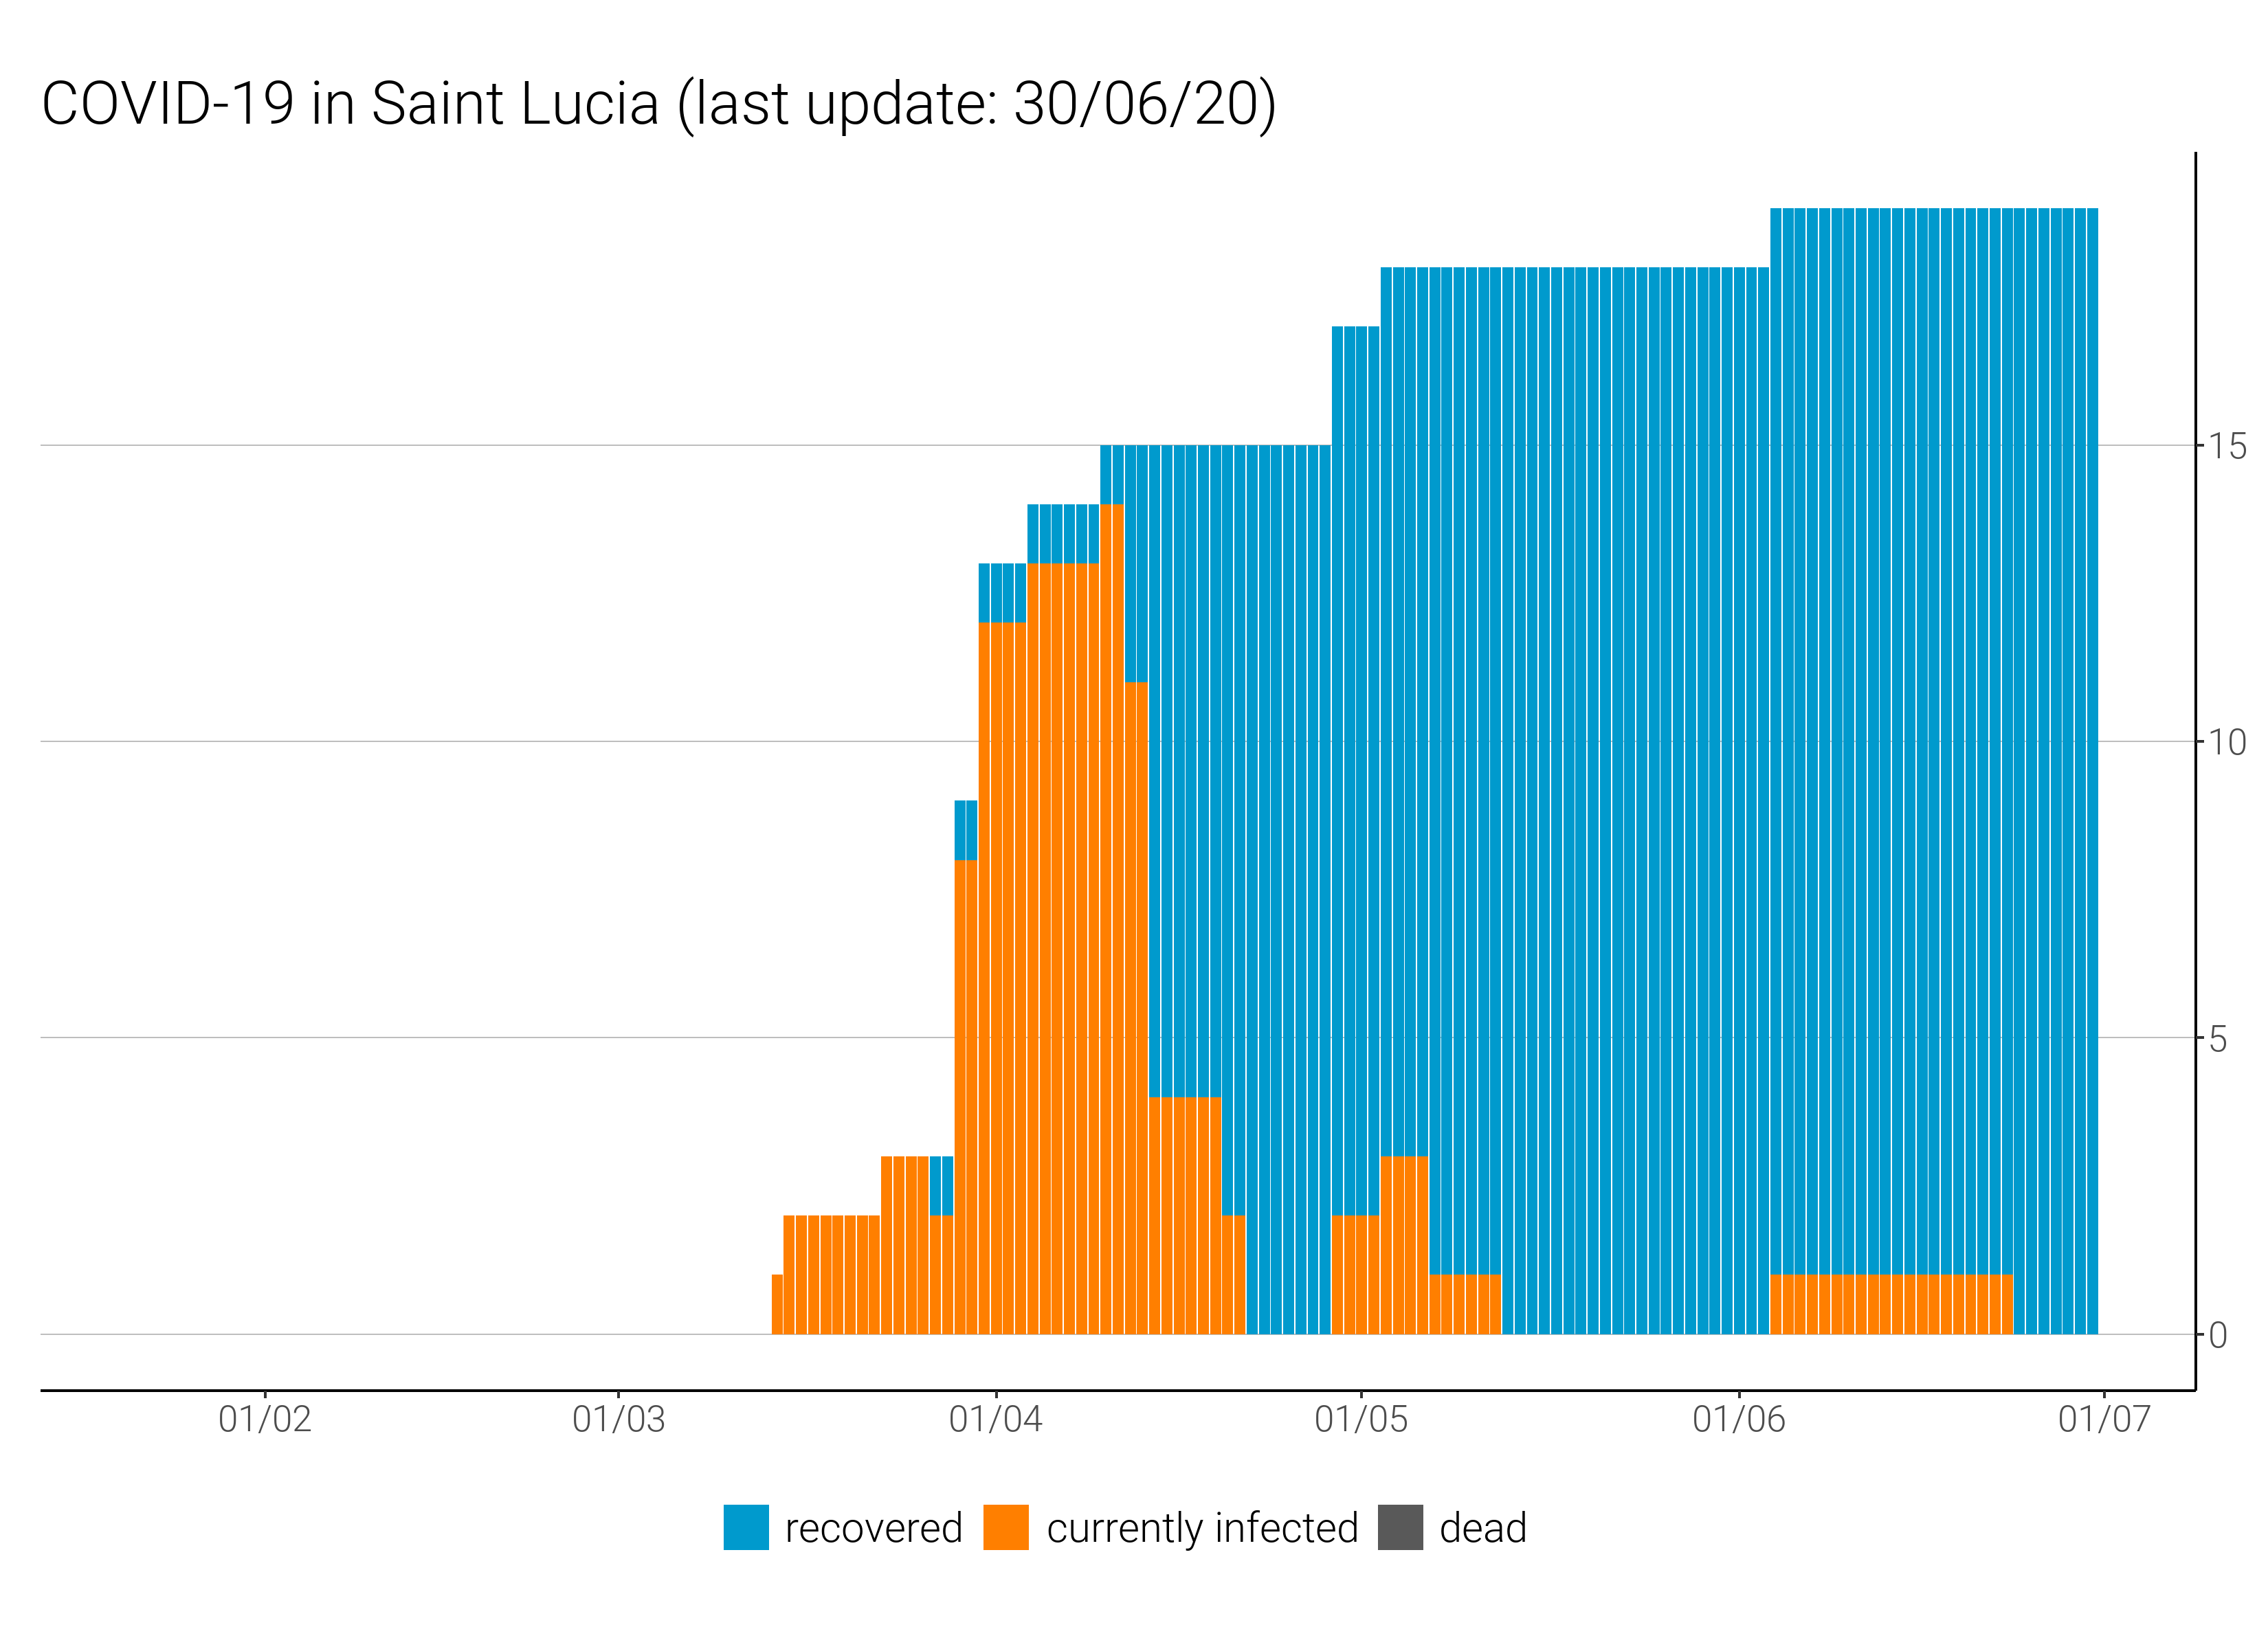 COVID-19 in Saint Lucia (last update: 30/06/20)
15
10
5
0
01/02 01/03 01/04 01/05 01/06 01/07
recovered currently infected dead